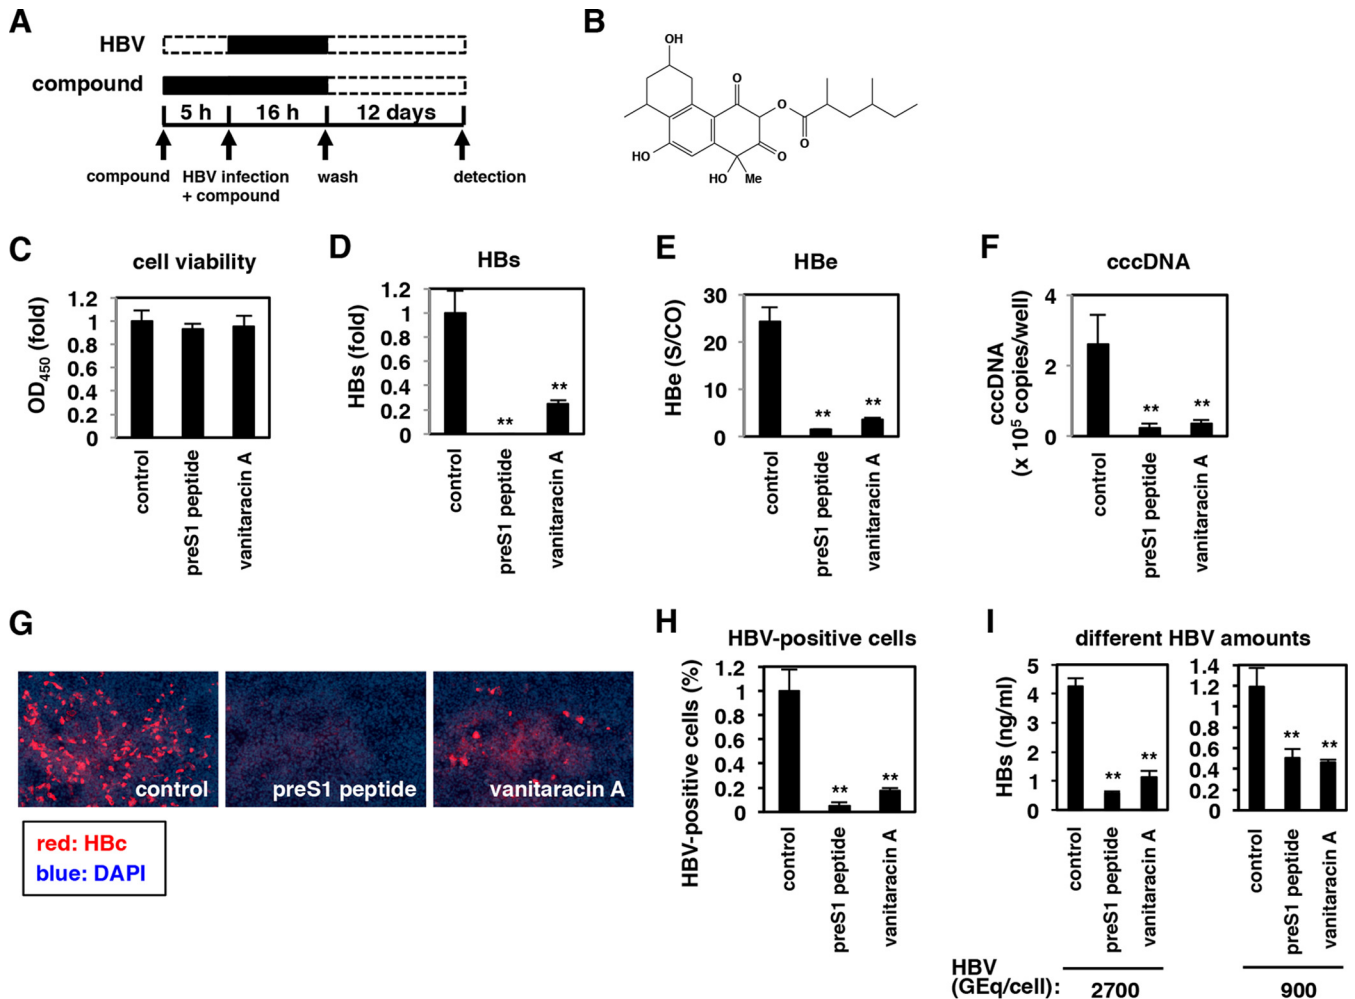 A
HBV
compound
5 h
16 h
12 days
compound
HBV infection
+ compound
wash
detection
B
OH
O
O
O
O
HO
HO
Me
C
cell viability
OD450 (fold)
1.2
1
0.8
0.6
0.4
0.2
0
control
preS1 peptide
vanitaracin A
D
HBs
HBs (fold)
1.2
1
0.8
0.6
0.4
0.2
0
**
**
control
preS1 peptide
vanitaracin A
E
HBe
HBe (S/CO)
30
20
10
0
**
**
control
preS1 peptide
vanitaracin A
F
cccDNA
cccDNA
(x 10⁵ copies/well)
4
2
0
**
**
control
preS1 peptide
vanitaracin A
G
control
preS1 peptide
vanitaracin A
red: HBc
blue: DAPI
H
HBV-positive cells
HBV-positive cells (%)
1.2
1
0.8
0.6
0.4
0.2
0
**
**
control
preS1 peptide
vanitaracin A
I
different HBV amounts
HBs (ng/ml)
5
4
3
2
1
0
**
**
control
preS1 peptide
vanitaracin A
1.4
1.2
1
0.8
0.6
0.4
0.2
0
**
**
control
preS1 peptide
vanitaracin A
HBV
(GEq/cell):
2700
900